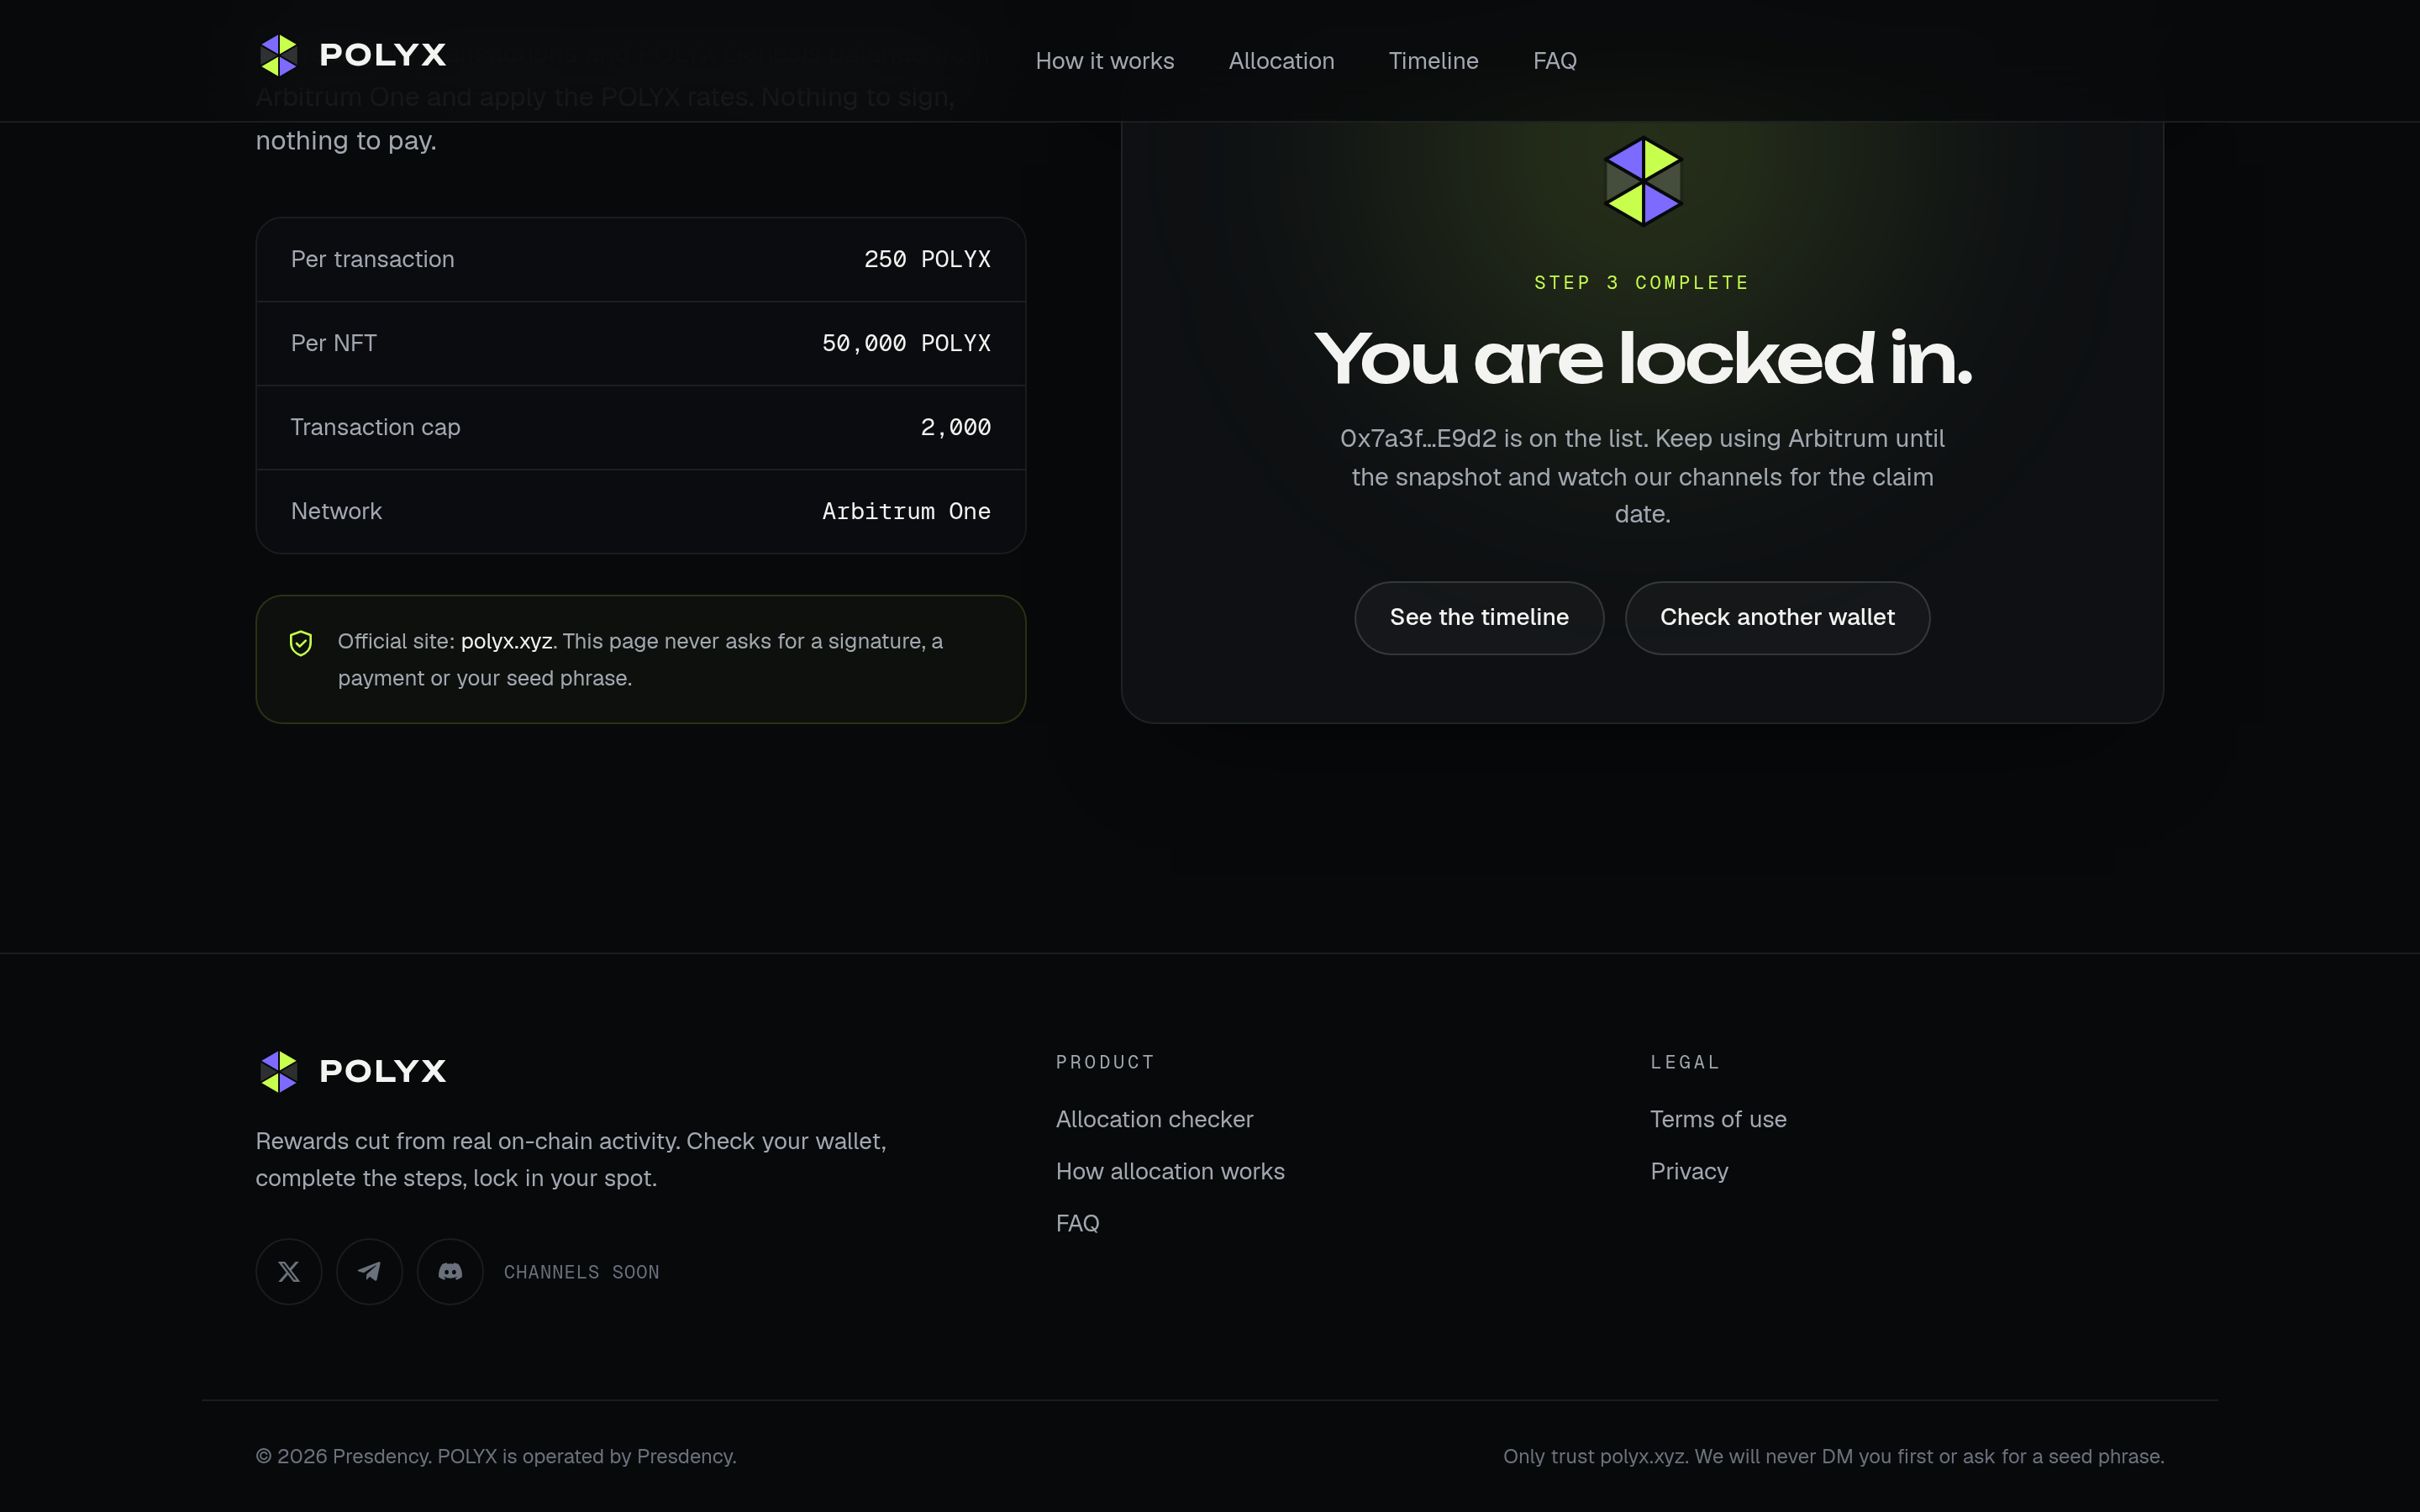 POLYX
How it works
Allocation
Timeline
FAQ
Arbitrum One and apply the POLYX rates. Nothing to sign,
nothing to pay.
Per transaction
250 POLYX
Per NFT
50,000 POLYX
Transaction cap
2,000
Network
Arbitrum One
Official site: polyx.xyz. This page never asks for a signature, a
payment or your seed phrase.
STEP 3 COMPLETE
You are locked in.
0x7a3f…E9d2 is on the list. Keep using Arbitrum until
the snapshot and watch our channels for the claim
date.
See the timeline
Check another wallet
POLYX
Rewards cut from real on-chain activity. Check your wallet,
complete the steps, lock in your spot.
CHANNELS SOON
PRODUCT
Allocation checker
How allocation works
FAQ
LEGAL
Terms of use
Privacy
© 2026 Presdency. POLYX is operated by Presdency.
Only trust polyx.xyz. We will never DM you first or ask for a seed phrase.